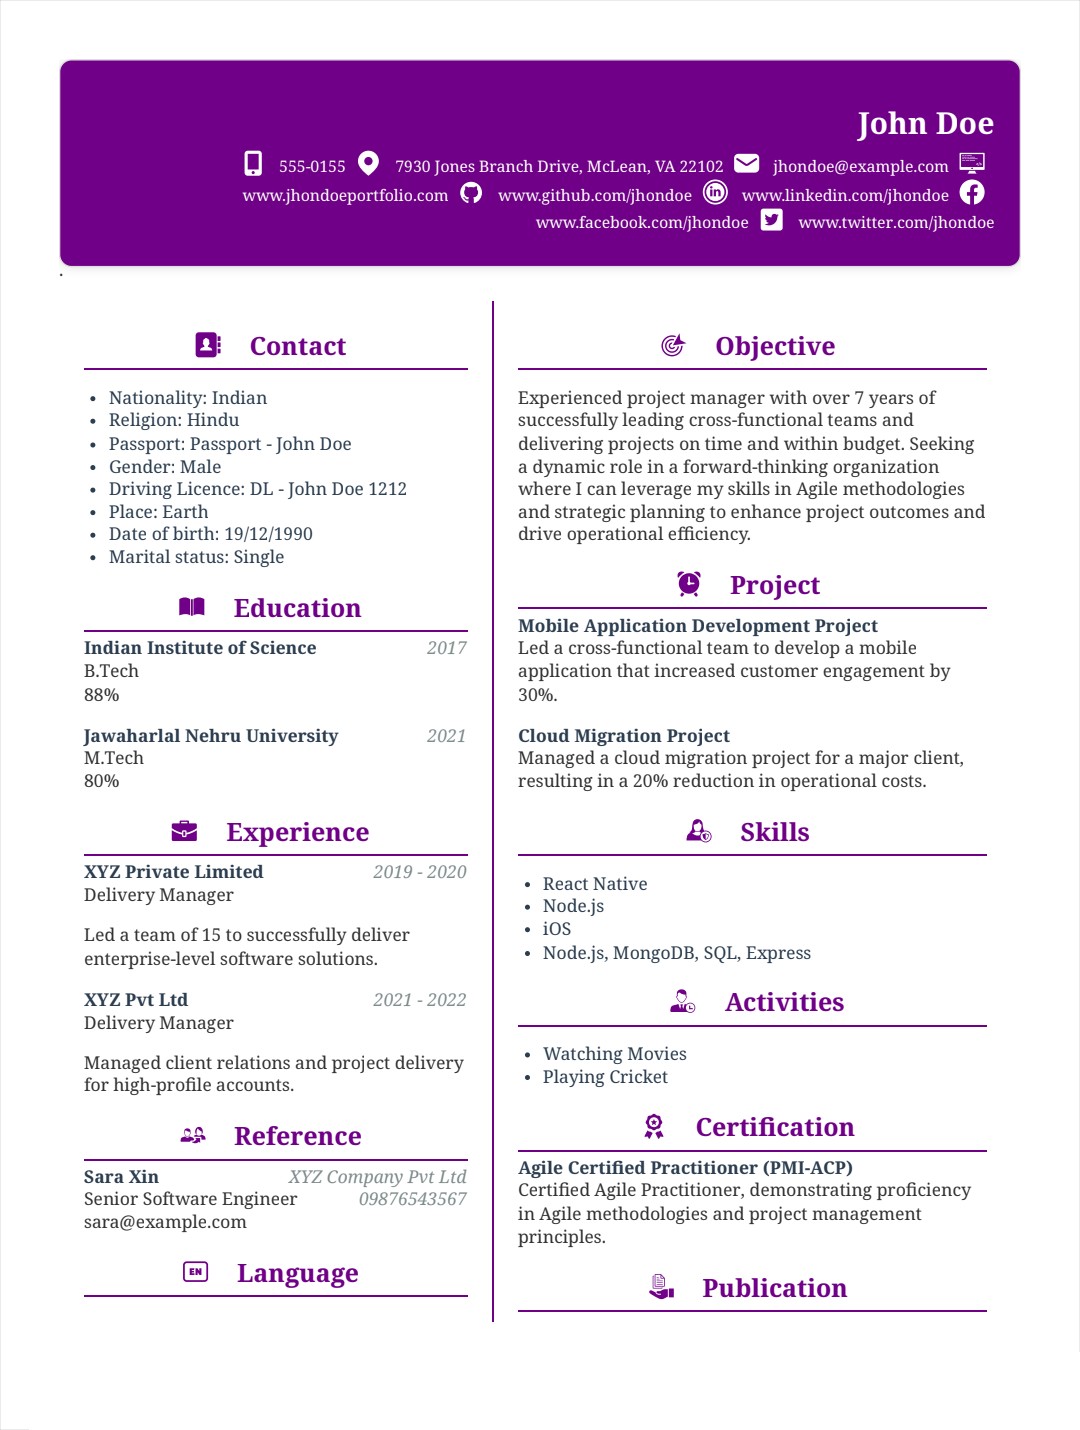 John Doe
555-0155 7930 Jones Branch Drive, McLean, VA 22102 jhondoe@example.com
www.jhondoeportfolio.com www.github.com/jhondoe www.linkedin.com/jhondoe
www.facebook.com/jhondoe www.twitter.com/jhondoe
.
Contact
• Nationality: Indian
• Religion: Hindu
• Passport: Passport - John Doe
• Gender: Male
• Driving Licence: DL - John Doe 1212
• Place: Earth
• Date of birth: 19/12/1990
• Marital status: Single
Education
Indian Institute of Science 2017
B.Tech
88%
Jawaharlal Nehru University 2021
M.Tech
80%
Experience
XYZ Private Limited 2019 - 2020
Delivery Manager
Led a team of 15 to successfully deliver
enterprise-level software solutions.
XYZ Pvt Ltd 2021 - 2022
Delivery Manager
Managed client relations and project delivery
for high-profile accounts.
Reference
Sara Xin XYZ Company Pvt Ltd
Senior Software Engineer 09876543567
sara@example.com
EN Language
Objective
Experienced project manager with over 7 years of
successfully leading cross-functional teams and
delivering projects on time and within budget. Seeking
a dynamic role in a forward-thinking organization
where I can leverage my skills in Agile methodologies
and strategic planning to enhance project outcomes and
drive operational efficiency.
Project
Mobile Application Development Project
Led a cross-functional team to develop a mobile
application that increased customer engagement by
30%.
Cloud Migration Project
Managed a cloud migration project for a major client,
resulting in a 20% reduction in operational costs.
Skills
• React Native
• Node.js
• iOS
• Node.js, MongoDB, SQL, Express
Activities
• Watching Movies
• Playing Cricket
Certification
Agile Certified Practitioner (PMI-ACP)
Certified Agile Practitioner, demonstrating proficiency
in Agile methodologies and project management
principles.
Publication